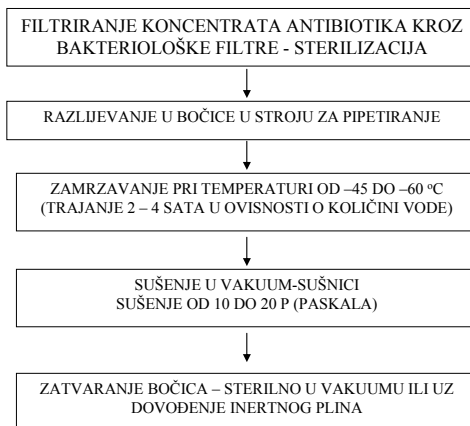 FILTRIRANJE KONCENTRATA ANTIBIOTIKA KROZ
BAKTERIOLOŠKE FILTRE - STERILIZACIJA
RAZLIJEVANJE U BOČICE U STROJU ZA PIPETIRANJE
ZAMRZAVANJE PRI TEMPERATURI OD –45 DO –60 °C
(TRAJANJE 2 – 4 SATA U OVISNOSTI O KOLIČINI VODE)
SUŠENJE U VAKUUM-SUŠNICI
SUŠENJE OD 10 DO 20 P (PASKALA)
ZATVARANJE BOČICA – STERILNO U VAKUUMU ILI UZ
DOVOĐENJE INERTNOG PLINA